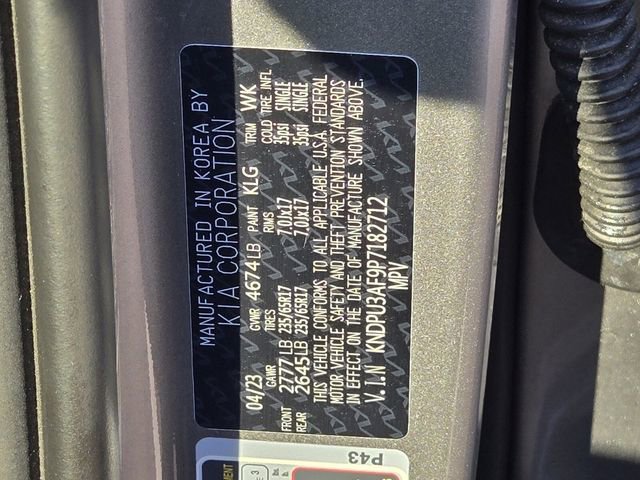 MANUFACTURED IN KOREA BY
KIA CORPORATION
04/23 GVWR 4674LB PAINT KLG TRIM WK
GAWR TIRES RIMS COLD TIRE INFL
FRONT 2777LB 235/65R17 7.0Jx17 35psi SINGLE
REAR 2645LB 235/65R17 7.0Jx17 35psi SINGLE
THIS VEHICLE CONFORMS TO ALL APPLICABLE U.S.A. FEDERAL
MOTOR VEHICLE SAFETY AND THEFT PREVENTION STANDARDS
IN EFFECT ON THE DATE OF MANUFACTURE SHOWN ABOVE.
V.I.N KNDPU3AF9P7182712
MPV
P43